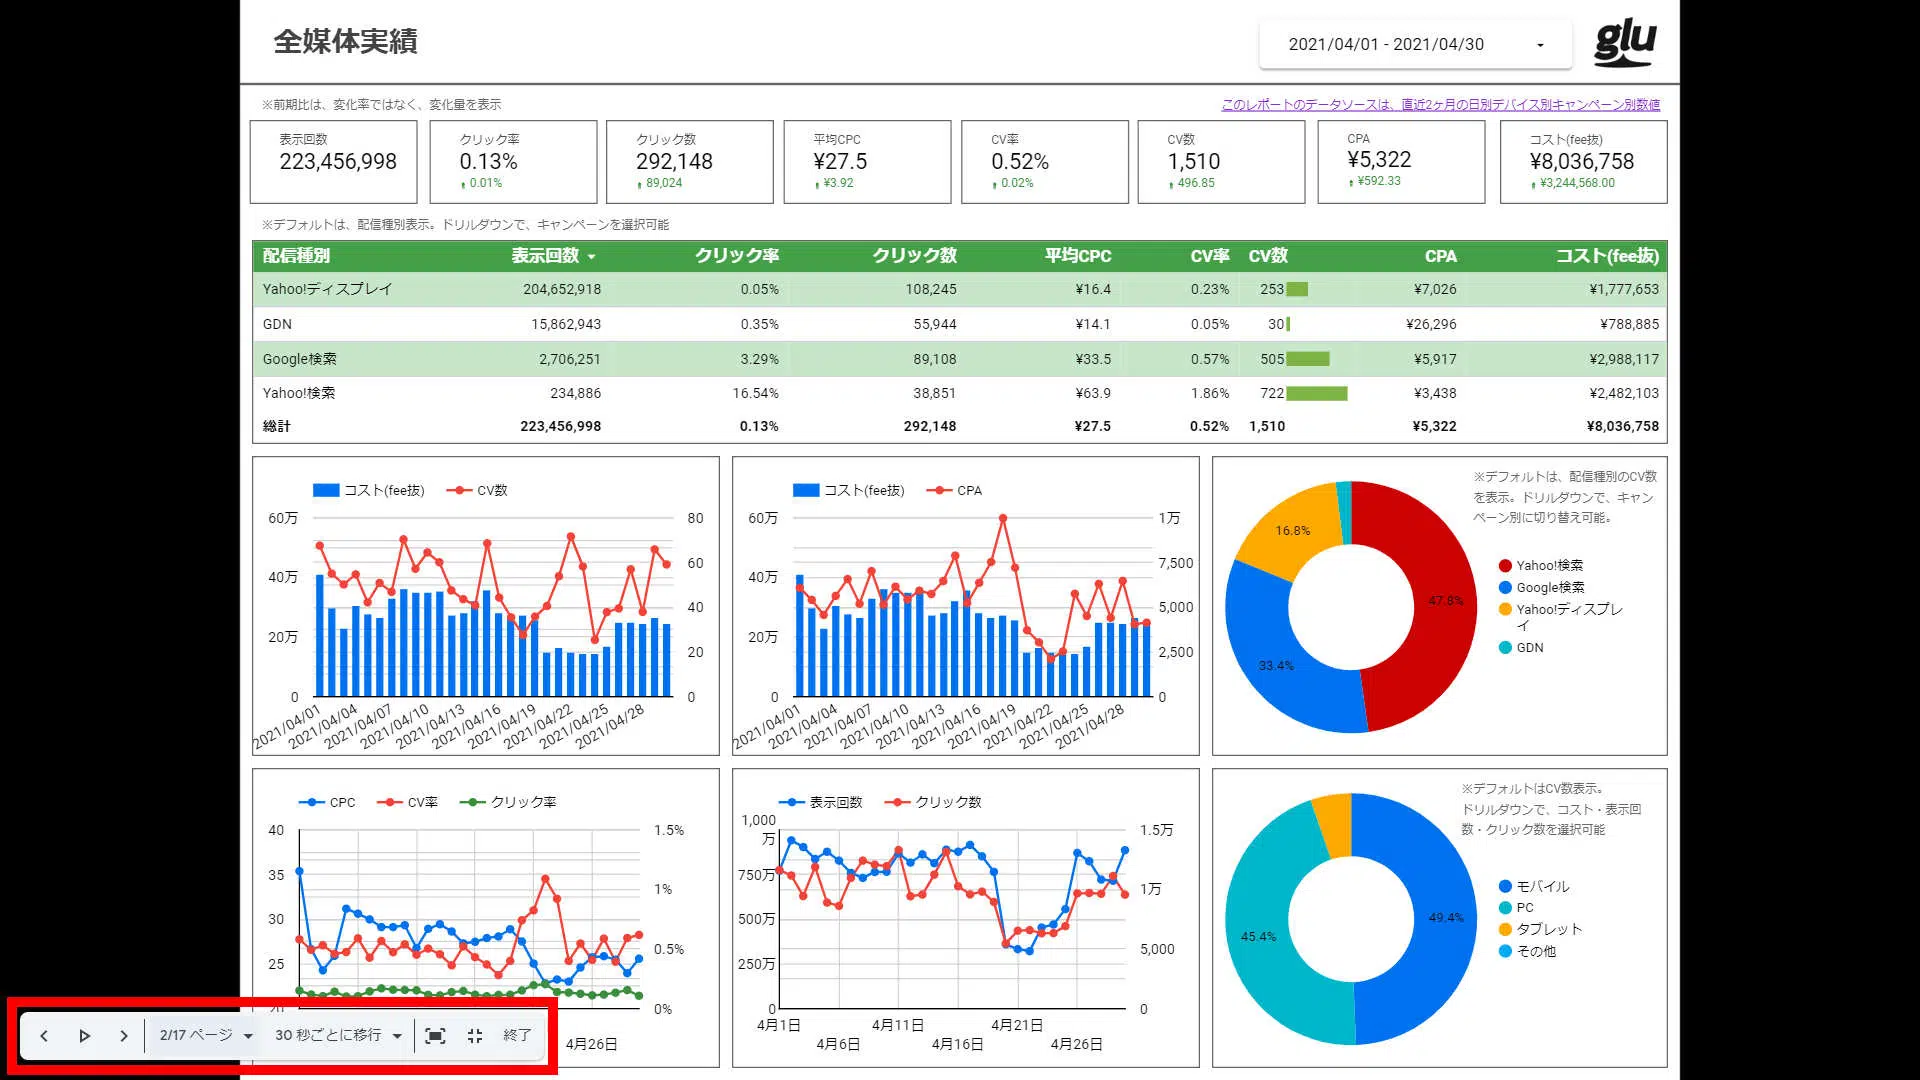 全媒体実績
2021/04/01 - 2021/04/30
glu
※前期比は、変化率ではなく、変化量を表示
このレポートのデータソースは、直近2ヶ月の日別デバイス別キャンペーン別数値
表示回数
223,456,998
クリック率
0.13%
0.01%
クリック数
292,148
89,024
平均CPC
¥27.5
¥3.92
CV率
0.52%
0.02%
CV数
1,510
496.85
CPA
¥5,322
¥592.33
コスト(fee抜)
¥8,036,758
¥3,244,568.00
※デフォルトは、配信種別表示。ドリルダウンで、キャンペーンを選択可能
配信種別 表示回数 クリック率 クリック数 平均CPC CV率 CV数 CPA コスト(fee抜)
Yahoo!ディスプレイ 204,652,918 0.05% 108,245 ¥16.4 0.23% 253 ¥7,026 ¥1,777,653
GDN 15,862,943 0.35% 55,944 ¥14.1 0.05% 30 ¥26,296 ¥788,885
Google検索 2,706,251 3.29% 89,108 ¥33.5 0.57% 505 ¥5,917 ¥2,988,117
Yahoo!検索 234,886 16.54% 38,851 ¥63.9 1.86% 722 ¥3,438 ¥2,482,103
総計 223,456,998 0.13% 292,148 ¥27.5 0.52% 1,510 ¥5,322 ¥8,036,758
コスト(fee抜) CV数
60万 80
60
40万
40
20万
20
0 0
2021/04/01 2021/04/04 2021/04/07 2021/04/10 2021/04/13 2021/04/16 2021/04/19 2021/04/22 2021/04/25 2021/04/28
コスト(fee抜) CPA
60万 1万
7,500
40万
5,000
20万
2,500
0 0
2021/04/01 2021/04/04 2021/04/07 2021/04/10 2021/04/13 2021/04/16 2021/04/19 2021/04/22 2021/04/25 2021/04/28
※デフォルトは、配信種別のCV数
を表示。ドリルダウンで、キャン
ペーン別に切り替え可能。
16.8%
47.8%
33.4%
Yahoo!検索
Google検索
Yahoo!ディスプレ
イ
GDN
CPC CV率 クリック率
40 1.5%
35
1%
30
0.5%
25
20 0%
4月26日
表示回数 クリック数
1,000
万 1.5万
750万
1万
500万
5,000
250万
0 0
4月1日 4月11日 4月21日
4月6日 4月16日 4月26日
※デフォルトはCV数表示。
ドリルダウンで、コスト・表示回
数・クリック数を選択可能
49.4%
45.4%
モバイル
PC
タブレット
その他
2/17 ページ 30 秒ごとに移行 終了